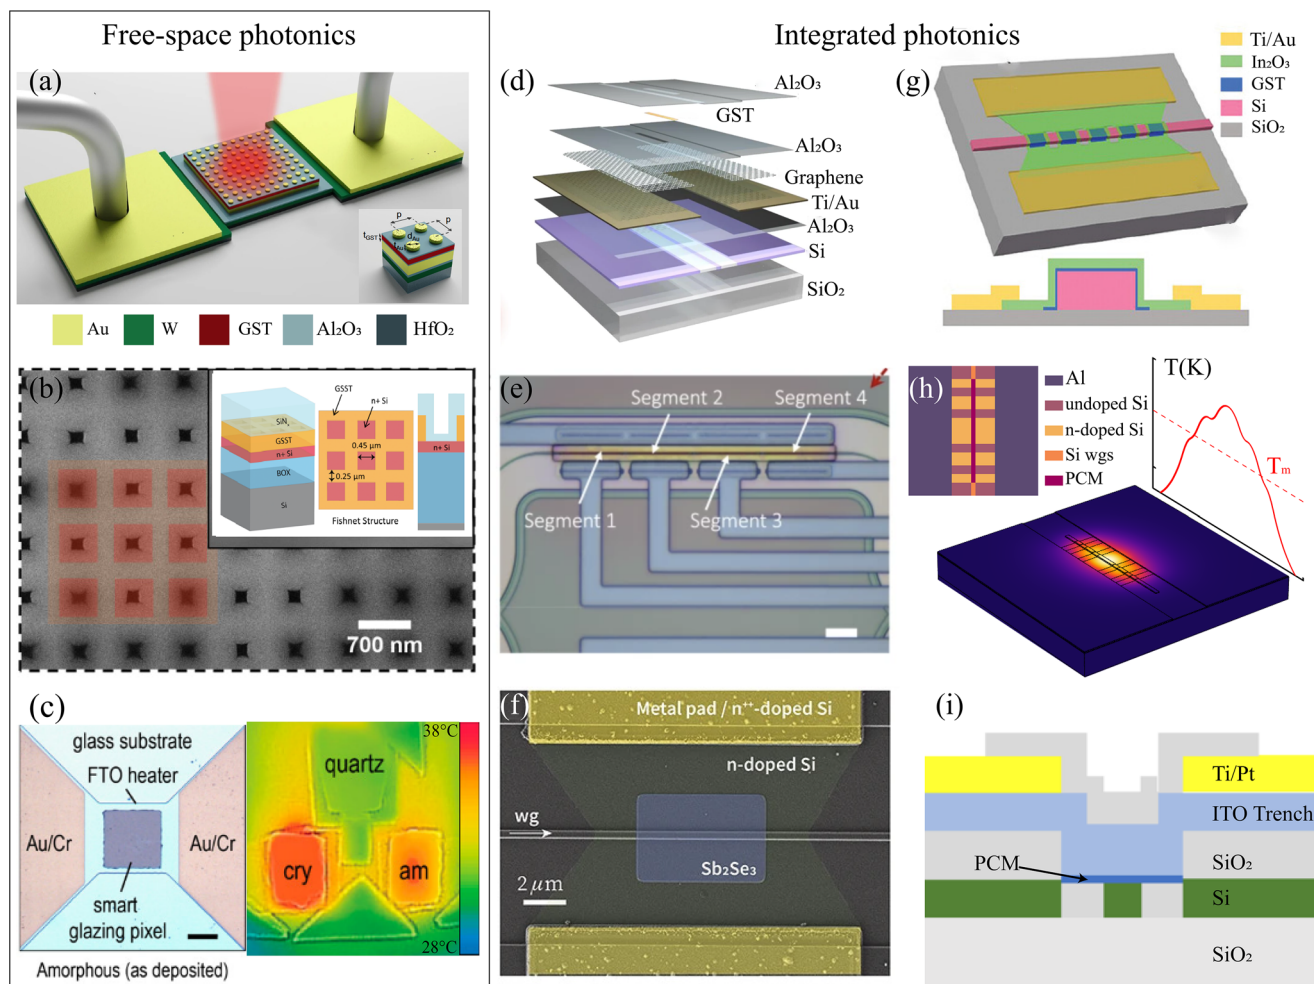 Free-space photonics
Integrated photonics
(a)
p
p
d_Au
t_GST
t_Au
Au
W
GST
Al₂O₃
HfO₂
(b)
SiN
GSST
n+ Si
BOX
Si
GSST
n+ Si
0.45 μm
0.25 μm
Fishnet Structure
n+ Si
700 nm
(c)
glass substrate
FTO heater
Au/Cr
Au/Cr
smart
glazing pixel
Amorphous (as deposited)
38°C
quartz
cry
am
28°C
(d)
Al₂O₃
GST
Al₂O₃
Graphene
Ti/Au
Al₂O₃
Si
SiO₂
(e)
Segment 2
Segment 4
Segment 1
Segment 3
(f)
Metal pad / n⁺⁺-doped Si
n-doped Si
wg
Sb₂Se₃
2 μm
(g)
Ti/Au
In₂O₃
GST
Si
SiO₂
(h)
Al
undoped Si
n-doped Si
Si wgs
PCM
T(K)
Tₘ
(i)
Ti/Pt
ITO Trench
SiO₂
PCM
Si
SiO₂